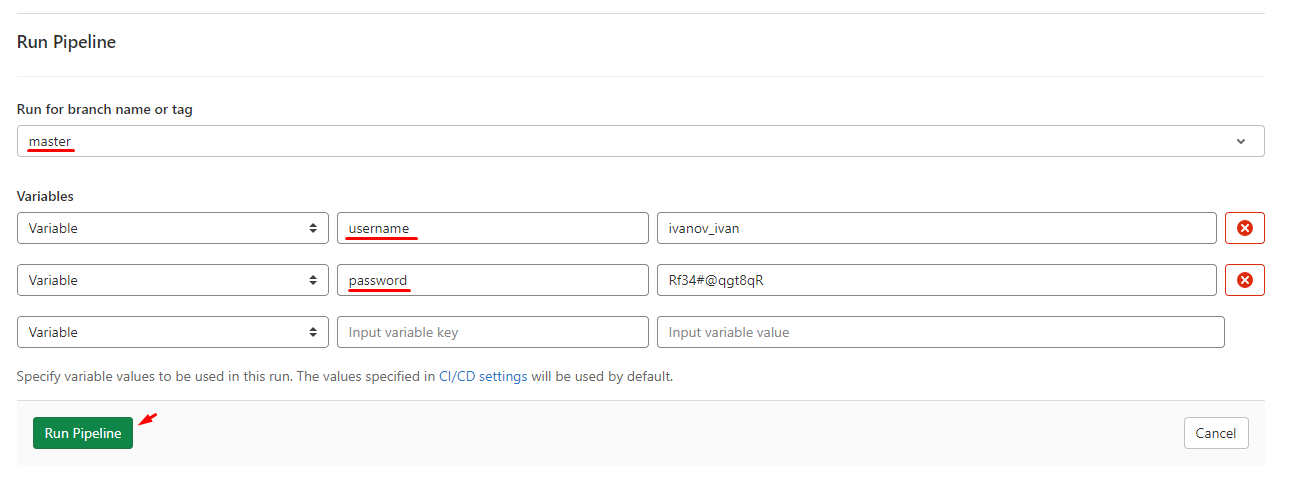 Run Pipeline
Run for branch name or tag
master
Variables
Variable username ivanov_ivan
Variable password Rf34#@qgt8qR
Variable Input variable key Input variable value
Specify variable values to be used in this run. The values specified in CI/CD settings will be used by default.
Run Pipeline Cancel